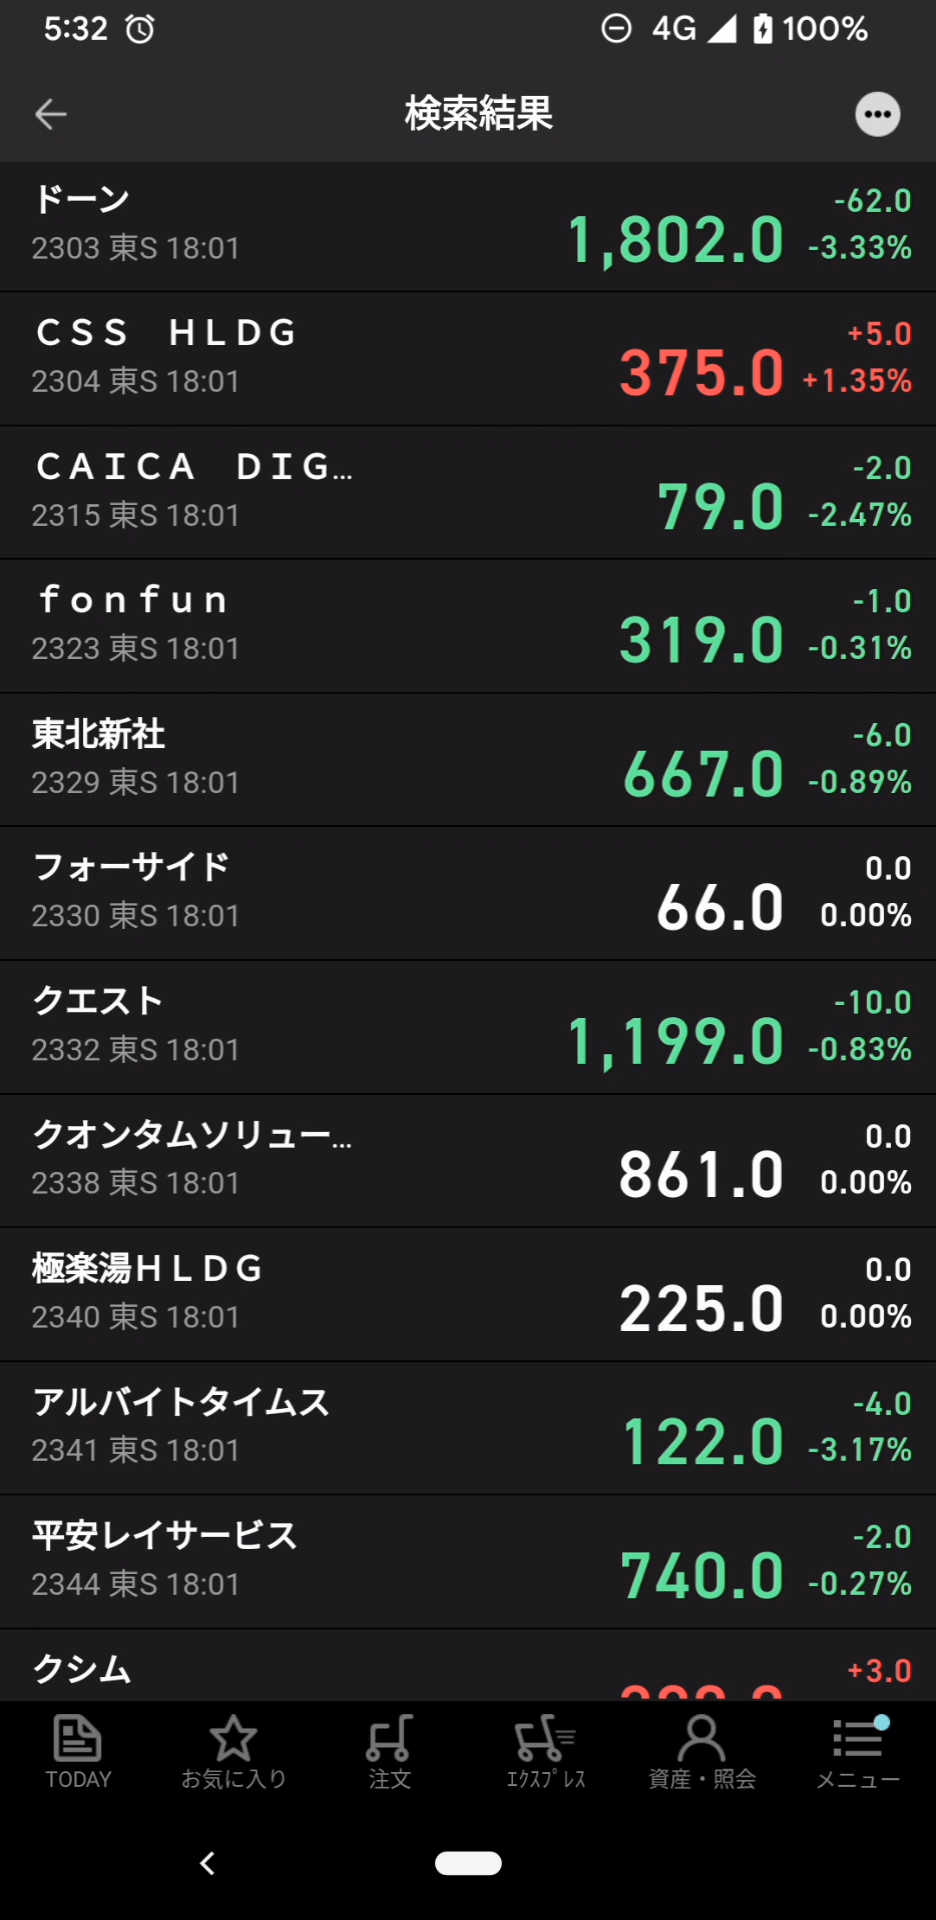 5:32 4G 100%
検索結果
ドーン -62.0
2303 東S 18:01 1,802.0 -3.33%
ＣＳＳ　ＨＬＤＧ +5.0
2304 東S 18:01 375.0 +1.35%
ＣＡＩＣＡ　ＤＩＧ... -2.0
2315 東S 18:01 79.0 -2.47%
ｆｏｎｆｕｎ -1.0
2323 東S 18:01 319.0 -0.31%
東北新社 -6.0
2329 東S 18:01 667.0 -0.89%
フォーサイド 0.0
2330 東S 18:01 66.0 0.00%
クエスト -10.0
2332 東S 18:01 1,199.0 -0.83%
クオンタムソリュー... 0.0
2338 東S 18:01 861.0 0.00%
極楽湯ＨＬＤＧ 0.0
2340 東S 18:01 225.0 0.00%
アルバイトタイムス -4.0
2341 東S 18:01 122.0 -3.17%
平安レイサービス -2.0
2344 東S 18:01 740.0 -0.27%
クシム +3.0
TODAY お気に入り 注文 ｴｸｽﾌﾟﾚｽ 資産・照会 メニュー